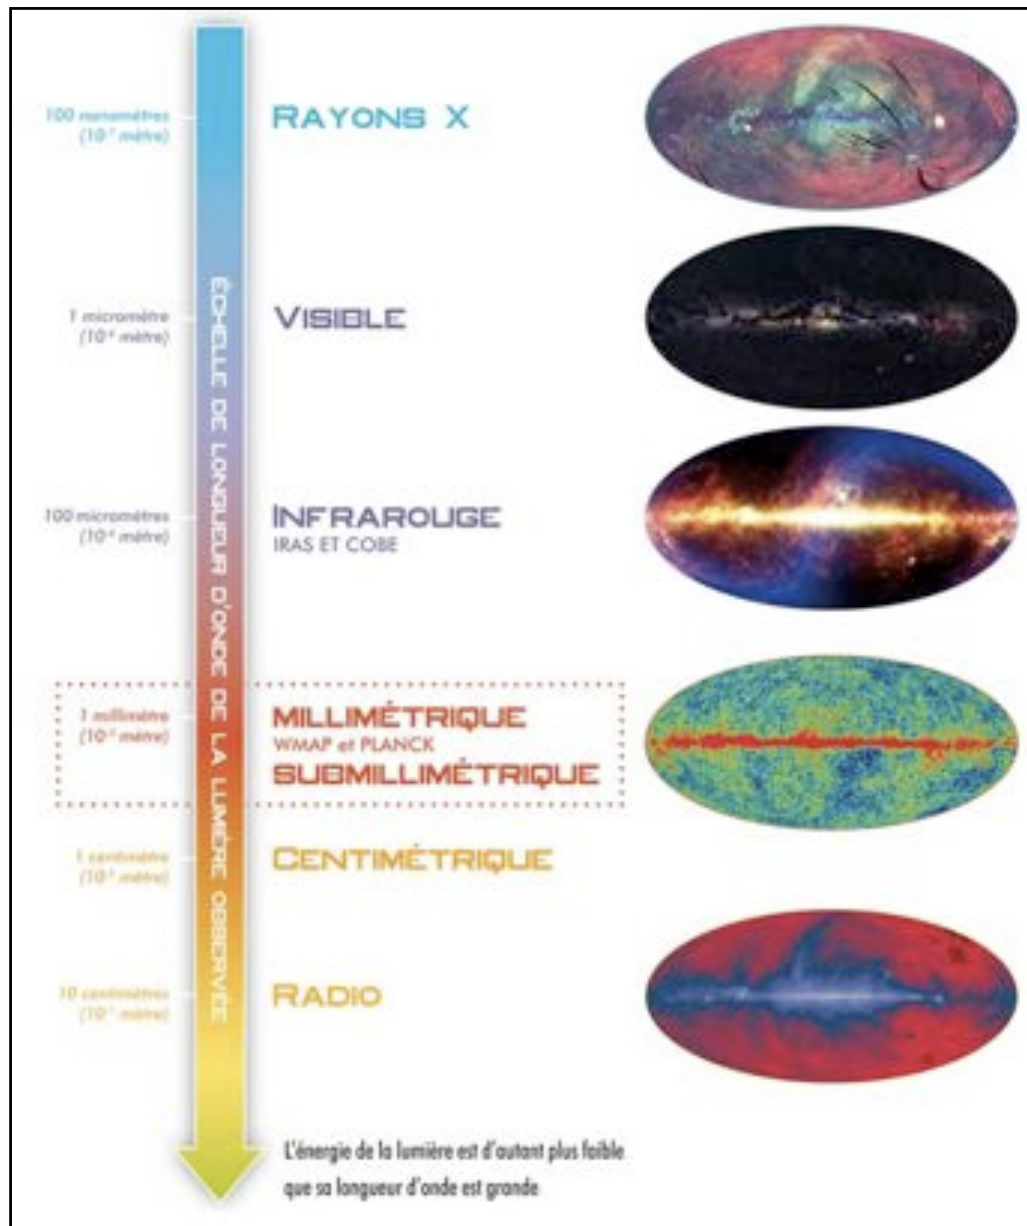 100 nanomètres
(10⁻⁷ mètre)
RAYONS X
1 micromètre
(10⁻⁶ mètre)
VISIBLE
100 micromètres
(10⁻⁴ mètre)
INFRAROUGE
IRAS ET COBE
ÉCHELLE DE LONGUEUR D'ONDE DE LA LUMIÈRE OBSERVÉE
1 millimètre
(10⁻³ mètre)
MILLIMÉTRIQUE
WMAP et PLANCK
SUBMILLIMÉTRIQUE
1 centimètre
(10⁻² mètre)
CENTIMÉTRIQUE
10 centimètres
(10⁻¹ mètre)
RADIO
L'énergie de la lumière est d'autant plus faible
que sa longueur d'onde est grande